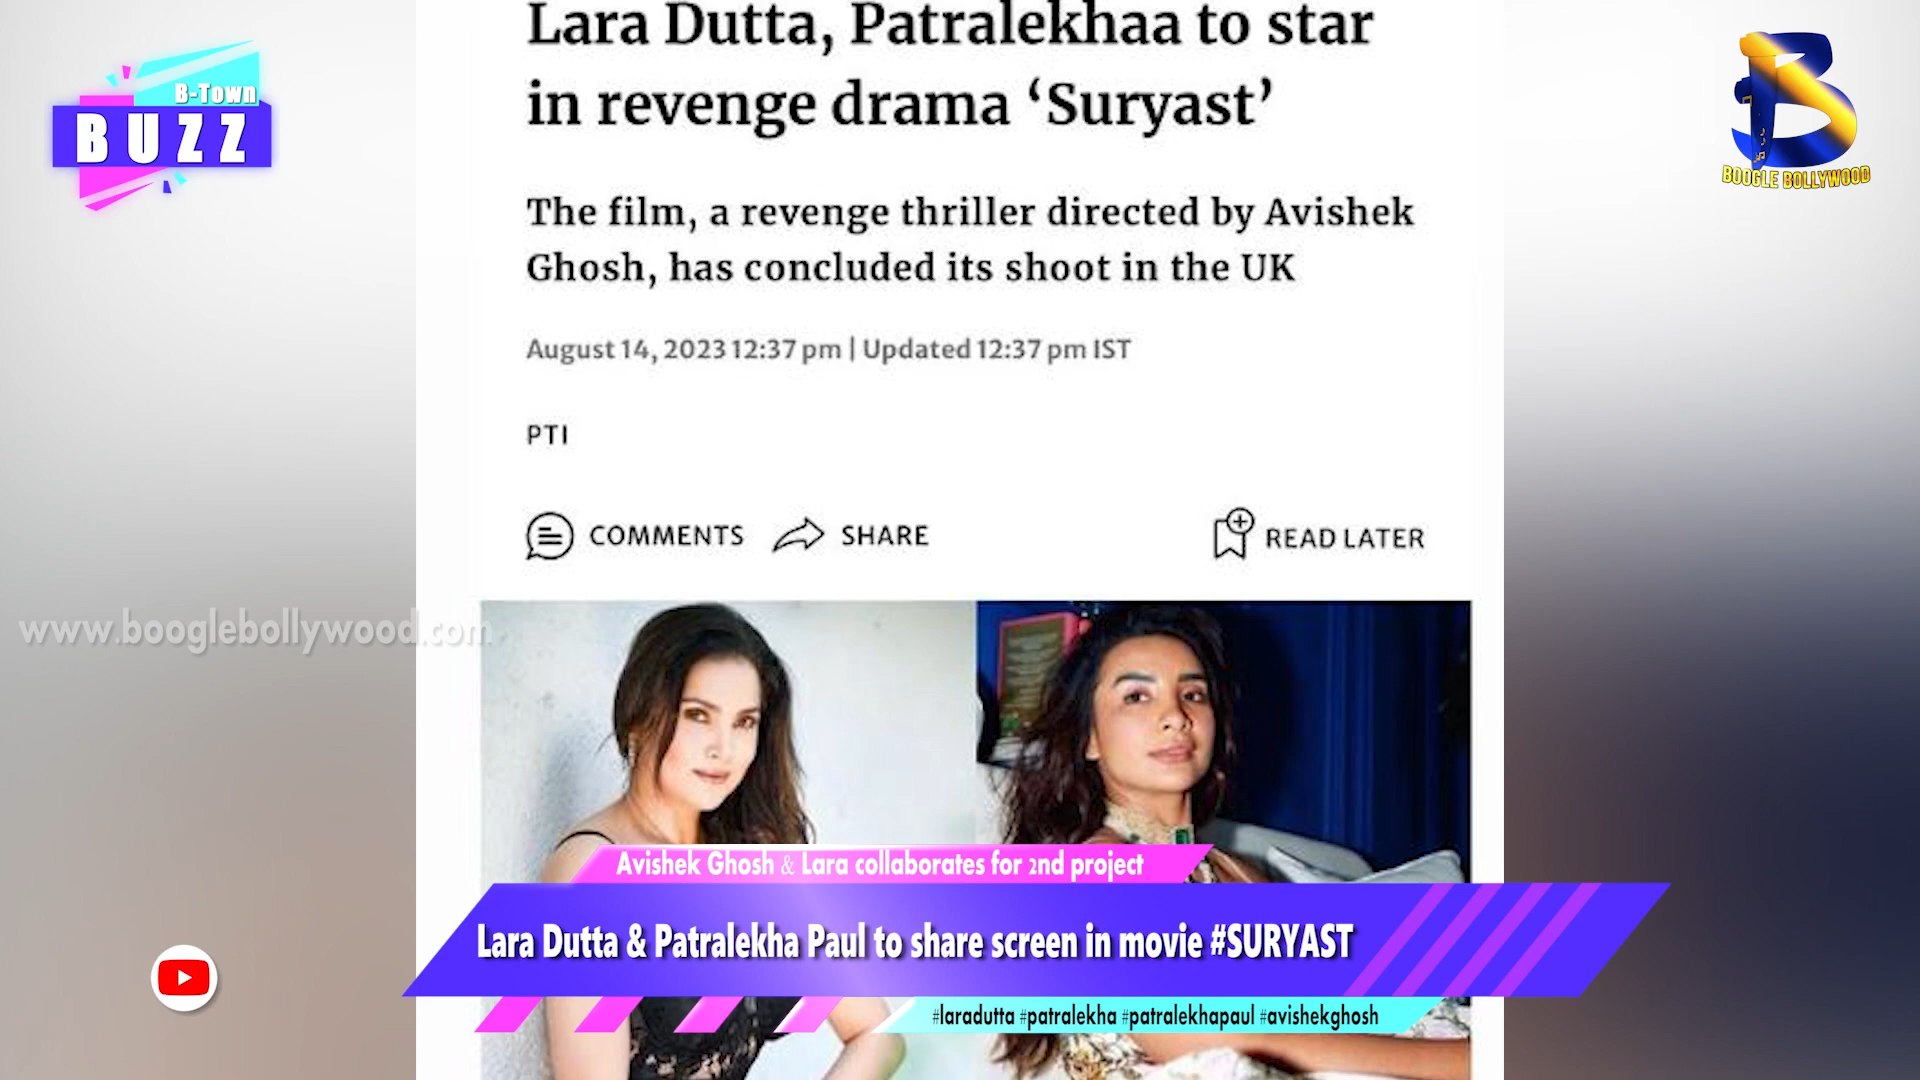 Lara Dutta, Patralekhaa to star
in revenge drama ‘Suryast’
B-Town
BUZZ
BOOGLE BOLLYWOOD
The film, a revenge thriller directed by Avishek
Ghosh, has concluded its shoot in the UK
August 14, 2023 12:37 pm | Updated 12:37 pm IST
PTI
COMMENTS SHARE READ LATER
www.booglebollywood.com
Avishek Ghosh & Lara collaborates for 2nd project
Lara Dutta & Patralekha Paul to share screen in movie #SURYAST
#laradutta #patralekha #patralekhapaul #avishekghosh